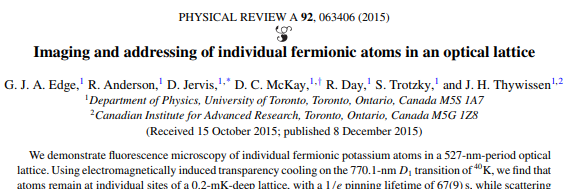 PHYSICAL REVIEW A 92, 063406 (2015)
Imaging and addressing of individual fermionic atoms in an optical lattice
G. J. A. Edge,1 R. Anderson,1 D. Jervis,1,* D. C. McKay,1,† R. Day,1 S. Trotzky,1 and J. H. Thywissen1,2
1Department of Physics, University of Toronto, Toronto, Ontario, Canada M5S 1A7
2Canadian Institute for Advanced Research, Toronto, Ontario, Canada M5G 1Z8
(Received 15 October 2015; published 8 December 2015)
We demonstrate fluorescence microscopy of individual fermionic potassium atoms in a 527-nm-period optical
lattice. Using electromagnetically induced transparency cooling on the 770.1-nm D1 transition of 40K, we find that
atoms remain at individual sites of a 0.2-mK-deep lattice, with a 1/e pinning lifetime of 67(9) s, while scattering